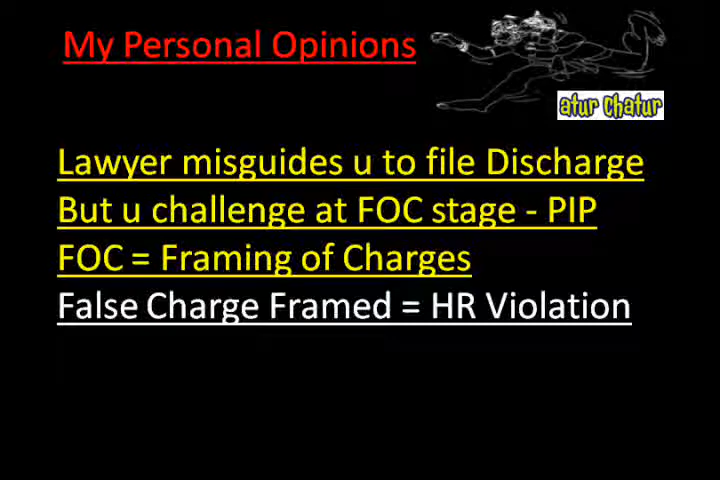 My Personal Opinions
atur chatur
Lawyer misguides u to file Discharge
But u challenge at FOC stage - PIP
FOC = Framing of Charges
False Charge Framed = HR Violation